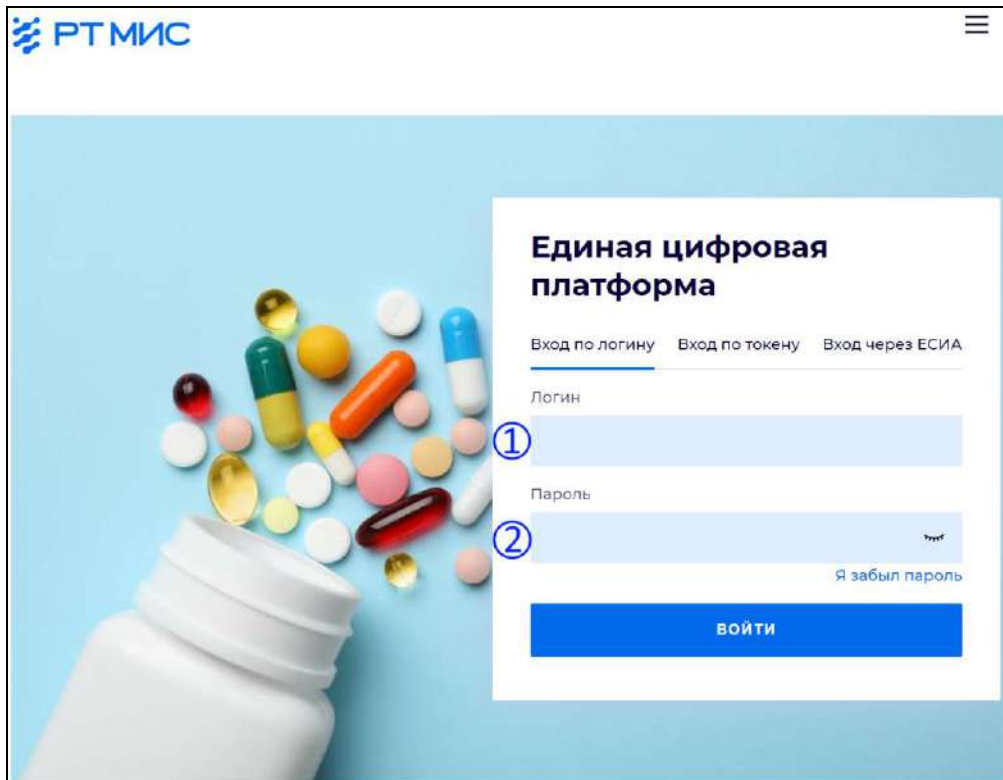 РТ МИС
Единая цифровая
платформа
Вход по логину Вход по токену Вход через ЕСИА
Логин
①
Пароль
②
Я забыл пароль
ВОЙТИ